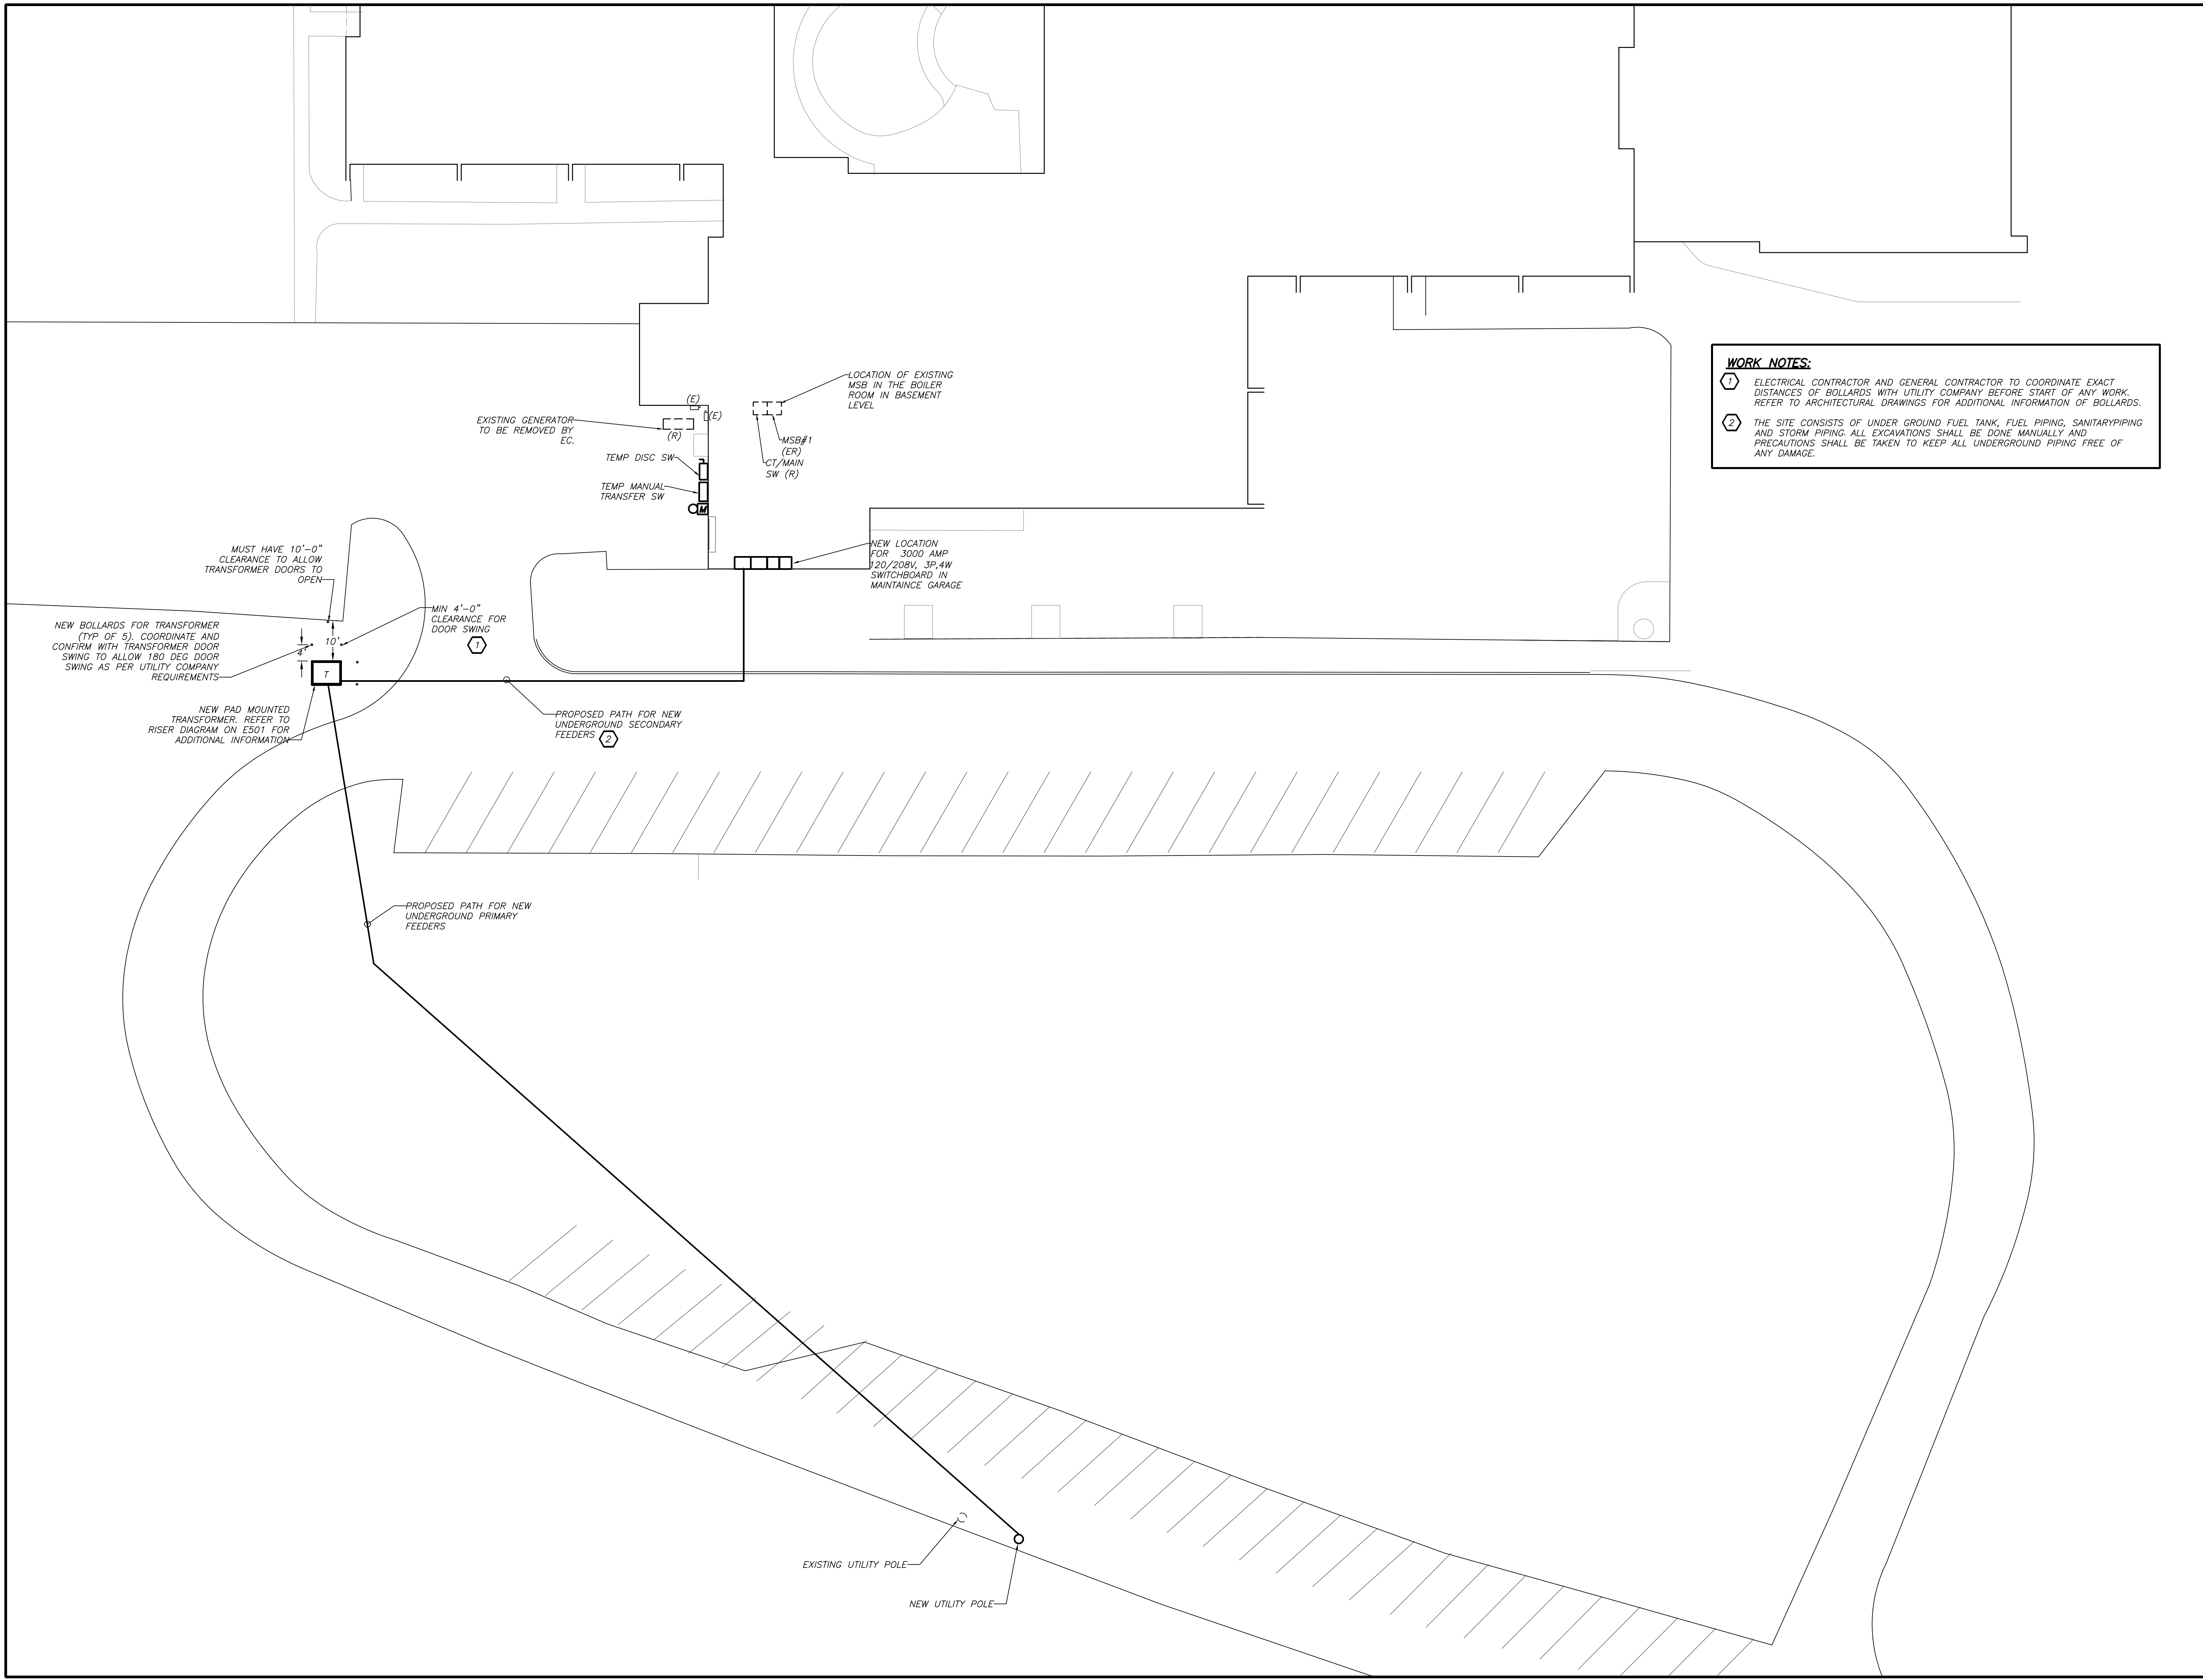 LOCATION OF EXISTING
MSB IN THE BOILER
ROOM IN BASEMENT
LEVEL
(E)
(E)
EXISTING GENERATOR
TO BE REMOVED BY
EC.
(R)
MSB#1
(ER)
CT/MAIN
SW (R)
TEMP DISC SW
TEMP MANUAL
TRANSFER SW
M
WORK NOTES:
1 ELECTRICAL CONTRACTOR AND GENERAL CONTRACTOR TO COORDINATE EXACT
DISTANCES OF BOLLARDS WITH UTILITY COMPANY BEFORE START OF ANY WORK.
REFER TO ARCHITECTURAL DRAWINGS FOR ADDITIONAL INFORMATION OF BOLLARDS.
2 THE SITE CONSISTS OF UNDER GROUND FUEL TANK, FUEL PIPING, SANITARYPIPING
AND STORM PIPING. ALL EXCAVATIONS SHALL BE DONE MANUALLY AND
PRECAUTIONS SHALL BE TAKEN TO KEEP ALL UNDERGROUND PIPING FREE OF
ANY DAMAGE.
MUST HAVE 10'-0"
CLEARANCE TO ALLOW
TRANSFORMER DOORS TO
OPEN
NEW LOCATION
FOR 3000 AMP
120/208V, 3P,4W
SWITCHBOARD IN
MAINTAINCE GARAGE
MIN 4'-0"
CLEARANCE FOR
DOOR SWING
1
NEW BOLLARDS FOR TRANSFORMER
(TYP OF 5). COORDINATE AND
CONFIRM WITH TRANSFORMER DOOR
SWING TO ALLOW 180 DEG DOOR
SWING AS PER UTILITY COMPANY
REQUIREMENTS
10'
4'
T
NEW PAD MOUNTED
TRANSFORMER. REFER TO
RISER DIAGRAM ON E501 FOR
ADDITIONAL INFORMATION
PROPOSED PATH FOR NEW
UNDERGROUND SECONDARY
FEEDERS 2
PROPOSED PATH FOR NEW
UNDERGROUND PRIMARY
FEEDERS
EXISTING UTILITY POLE
NEW UTILITY POLE